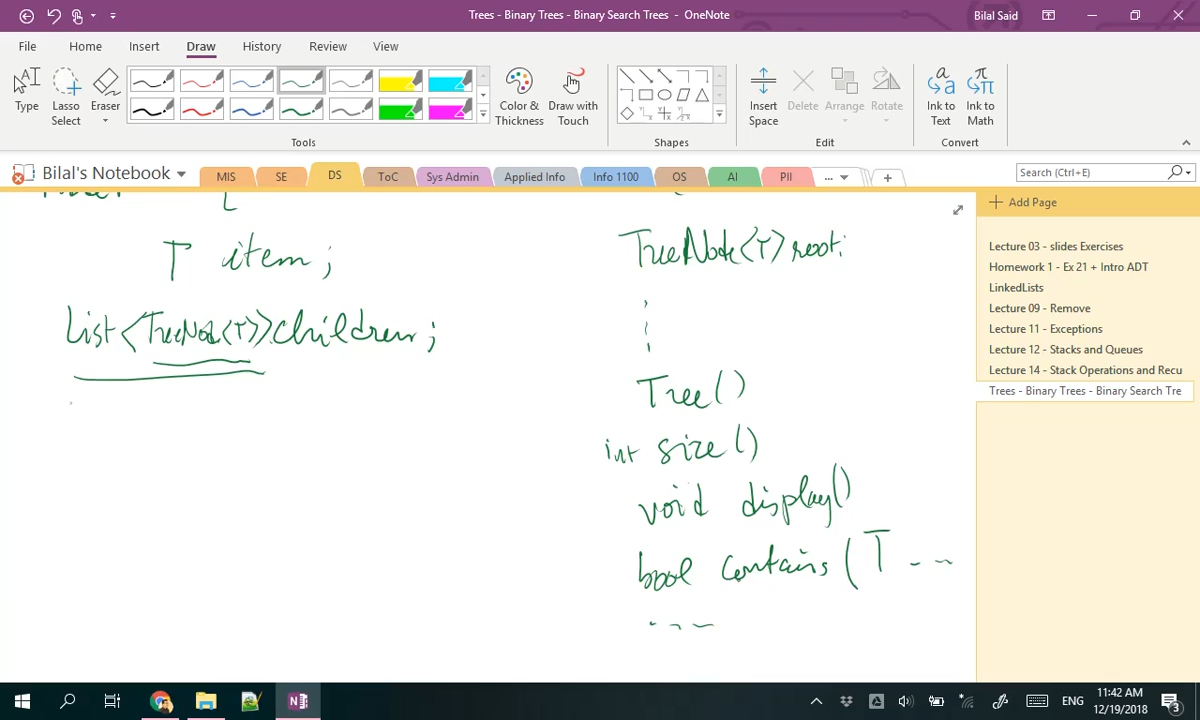 Trees - Binary Trees - Binary Search Trees - OneNote
Bilal Said
File Home Insert Draw History Review View
Type
Lasso Select
Eraser
Color & Thickness
Draw with Touch
Insert Space
Delete
Arrange
Rotate
Ink to Text
Ink to Math
Tools
Shapes
Edit
Convert
Bilal's Notebook
MIS SE DS ToC Sys Admin Applied Info Info 1100 OS AI PII ... +
Search (Ctrl+E)
Add Page
Lecture 03 - slides Exercises
Homework 1 - Ex 21 + Intro ADT
LinkedLists
Lecture 09 - Remove
Lecture 11 - Exceptions
Lecture 12 - Stacks and Queues
Lecture 14 - Stack Operations and Recu
Trees - Binary Trees - Binary Search Tre
T item;
List<TreeNode<T>>children;
TreeNode<T> root;
Tree()
int size()
void display()
bool contains(T ---
ENG
11:42 AM
12/19/2018
3